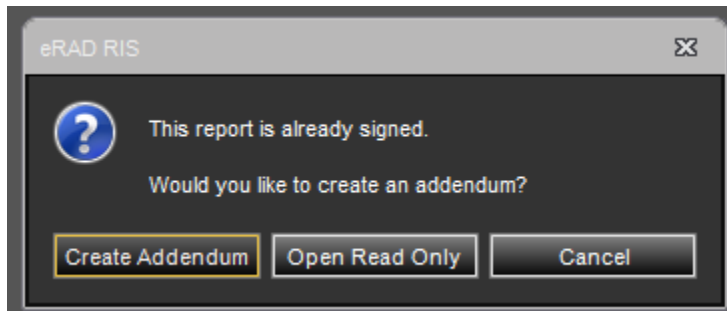 eRAD RIS
This report is already signed.
Would you like to create an addendum?
Create Addendum Open Read Only Cancel